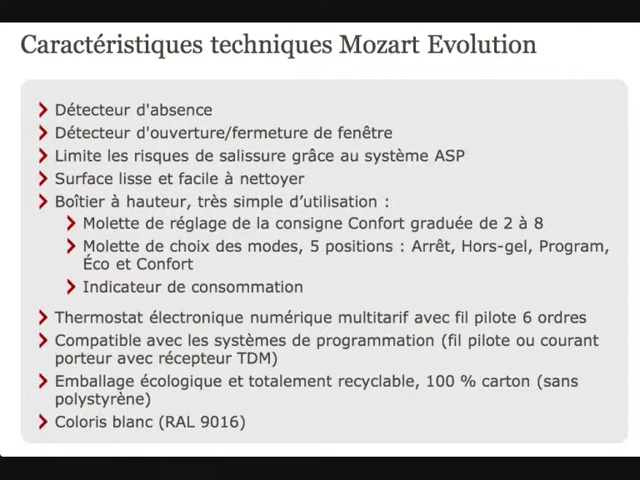 Caractéristiques techniques Mozart Evolution
Détecteur d'absence
Détecteur d'ouverture/fermeture de fenêtre
Limite les risques de salissure grâce au système ASP
Surface lisse et facile à nettoyer
Boîtier à hauteur, très simple d’utilisation :
Molette de réglage de la consigne Confort graduée de 2 à 8
Molette de choix des modes, 5 positions : Arrêt, Hors-gel, Program,
Éco et Confort
Indicateur de consommation
Thermostat électronique numérique multitarif avec fil pilote 6 ordres
Compatible avec les systèmes de programmation (fil pilote ou courant
porteur avec récepteur TDM)
Emballage écologique et totalement recyclable, 100 % carton (sans
polystyrène)
Coloris blanc (RAL 9016)